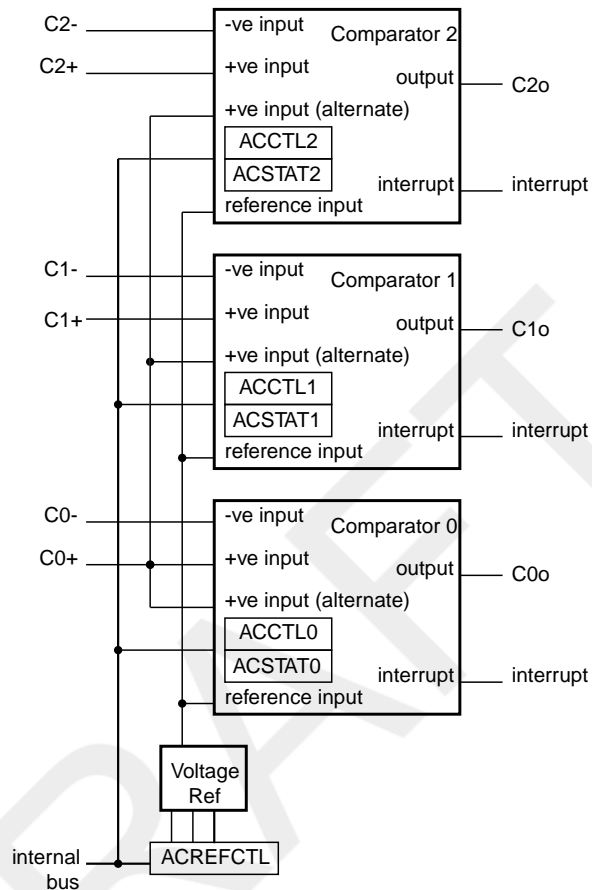 C2-
-ve input
Comparator 2
C2+
+ve input
output
C2o
+ve input (alternate)
ACCTL2
ACSTAT2
interrupt
interrupt
reference input
C1-
-ve input
Comparator 1
C1+
+ve input
output
C1o
+ve input (alternate)
ACCTL1
ACSTAT1
interrupt
interrupt
reference input
C0-
-ve input
Comparator 0
C0+
+ve input
output
C0o
+ve input (alternate)
ACCTL0
ACSTAT0
interrupt
interrupt
reference input
Voltage
Ref
internal
bus
ACREFCTL